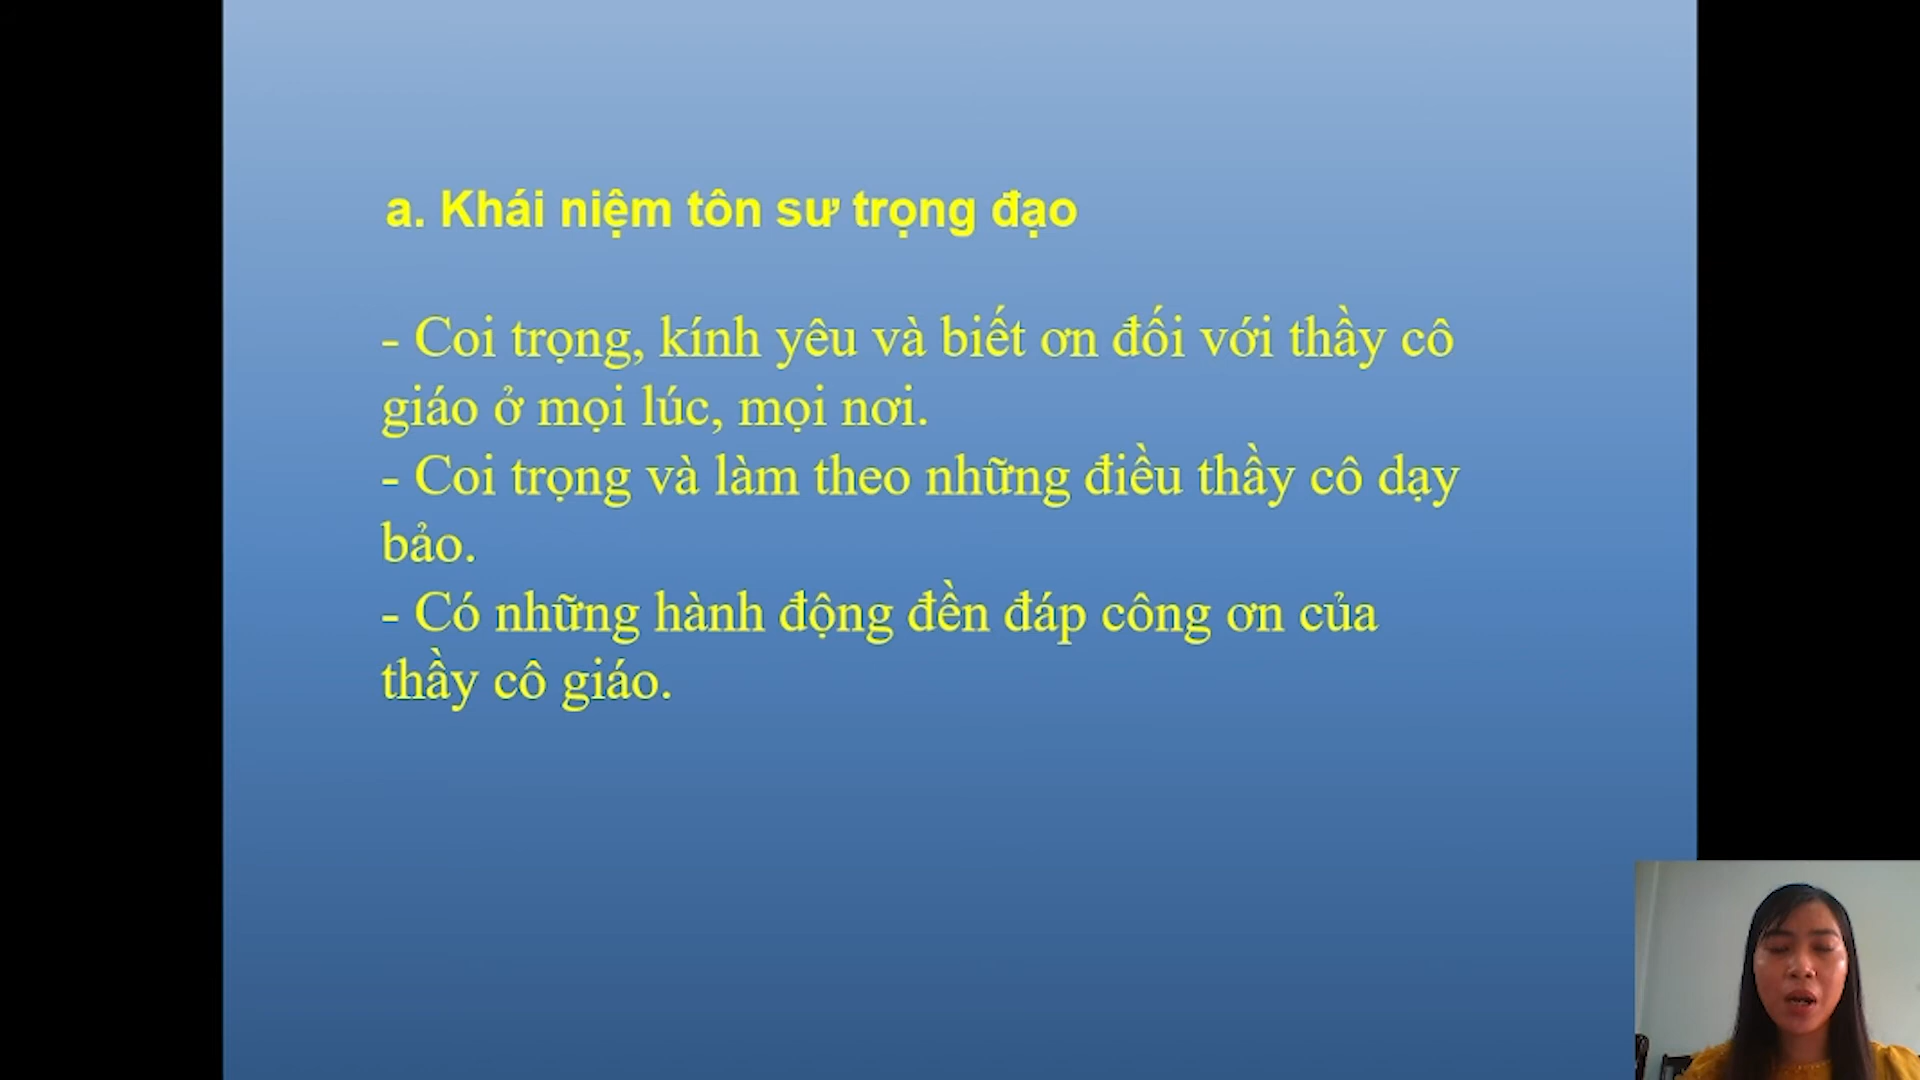 a. Khái niệm tôn sư trọng đạo
- Coi trọng, kính yêu và biết ơn đối với thầy cô
giáo ở mọi lúc, mọi nơi.
- Coi trọng và làm theo những điều thầy cô dạy
bảo.
- Có những hành động đền đáp công ơn của
thầy cô giáo.